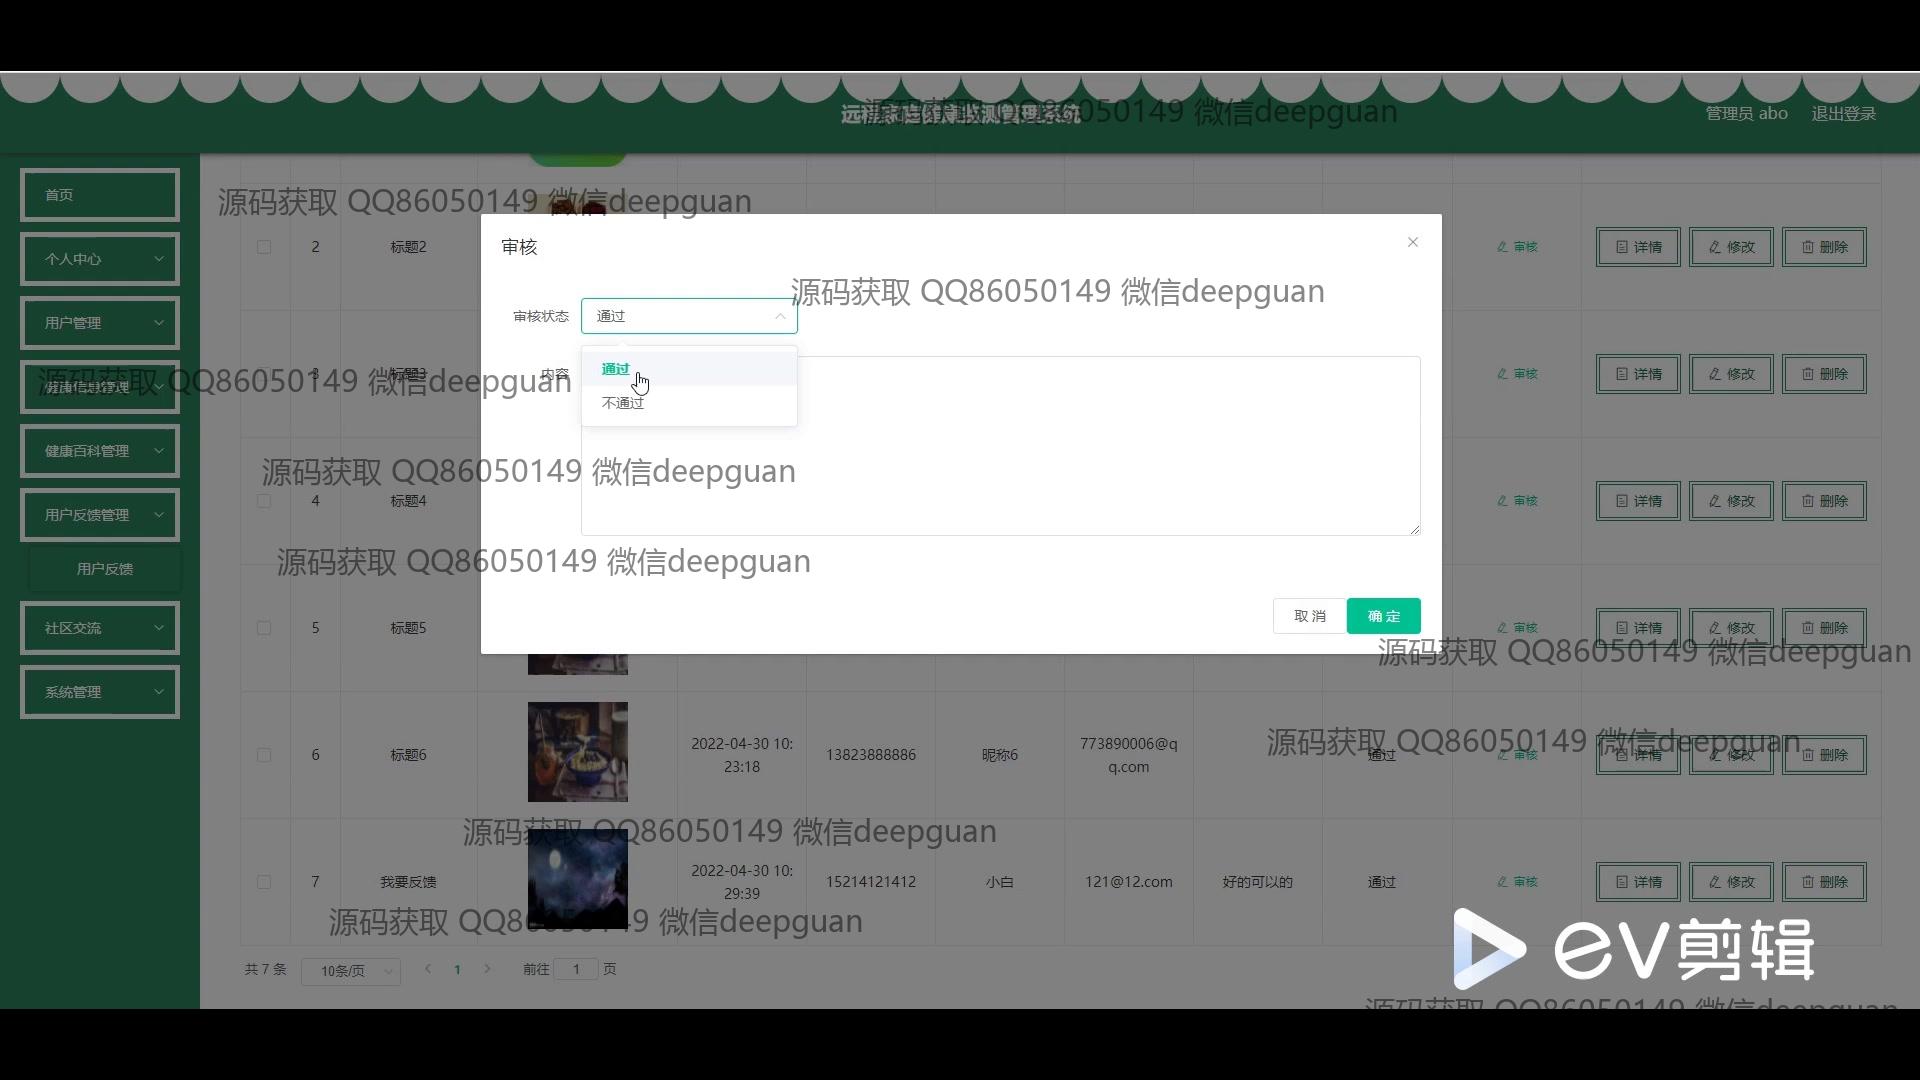 远程家庭健康监测管理系统
源码获取 QQ86050149 微信deepguan
管理员 abo
退出登录
首页
个人中心
用户管理
健康信息管理
健康百科管理
用户反馈管理
用户反馈
社区交流
系统管理
源码获取 QQ86050149 微信deepguan
审核
源码获取 QQ86050149 微信deepguan
审核状态
通过
内容
通过
不通过
源码获取 QQ86050149 微信deepguan
源码获取 QQ86050149 微信deepguan
源码获取 QQ86050149 微信deepguan
取消
确定
2 标题2 审核 详情 修改 删除
3 标题3 审核 详情 修改 删除
4 标题4 审核 详情 修改 删除
5 标题5 审核 详情 修改 删除
源码获取 QQ86050149 微信deepguan
源码获取 QQ86050149 微信deepguan
6 标题6 2022-04-30 10:23:18 13823888886 昵称6 773890006@qq.com 通过 审核 详情 修改 删除
源码获取 QQ86050149 微信deepguan
7 我要反馈 2022-04-30 10:29:39 15214121412 小白 121@12.com 好的可以的 通过 审核 详情 修改 删除
源码获取 QQ86050149 微信deepguan
共 7 条 10条/页 1 前往 1 页
EV剪辑
源码获取 QQ86050149 微信deepguan